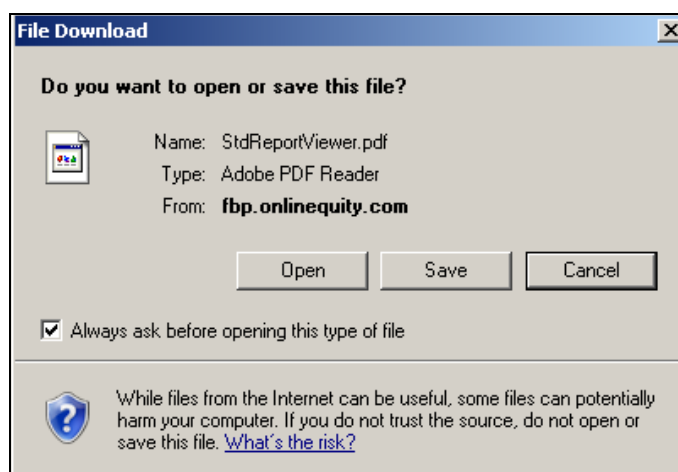 File Download
Do you want to open or save this file?
Name: StdReportViewer.pdf
Type: Adobe PDF Reader
From: fbp.onlinequity.com
Open Save Cancel
Always ask before opening this type of file
While files from the Internet can be useful, some files can potentially
harm your computer. If you do not trust the source, do not open or
save this file. What's the risk?